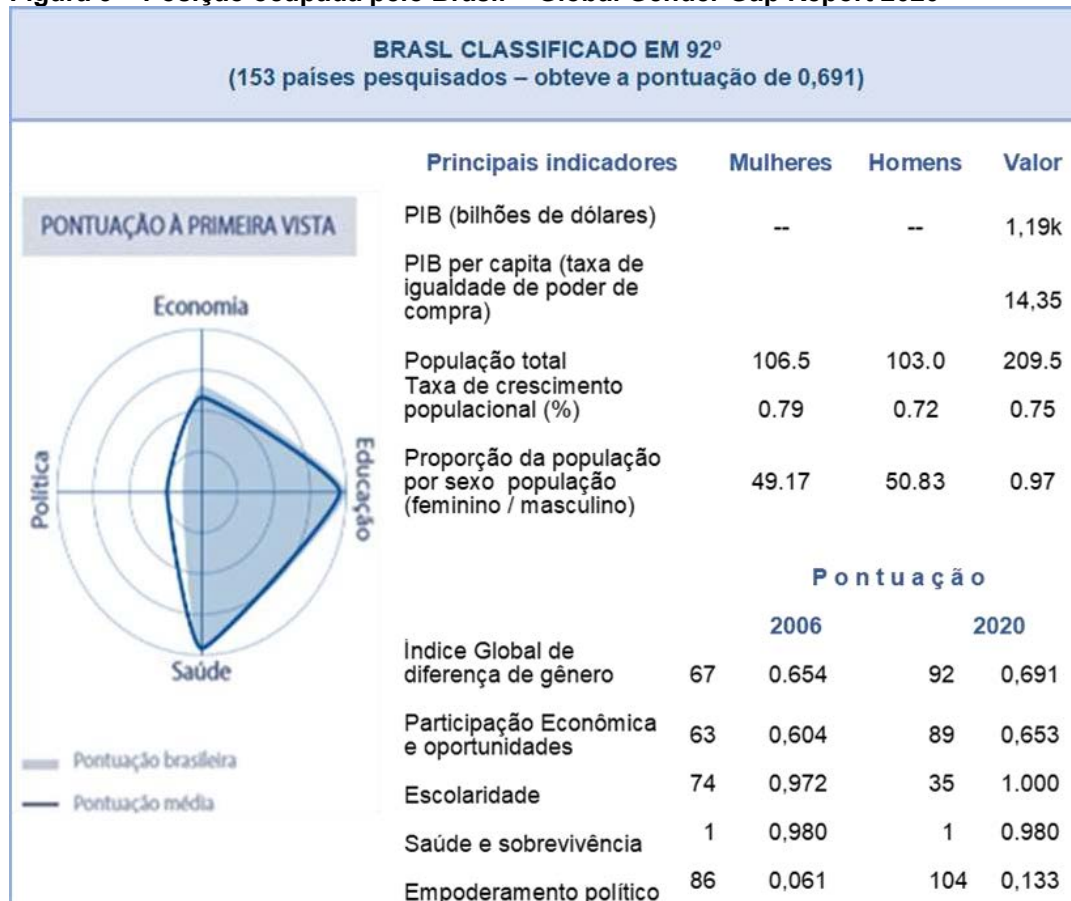 BRASL CLASSIFICADO EM 92º
(153 países pesquisados – obteve a pontuação de 0,691)
PONTUAÇÃO À PRIMEIRA VISTA
Economia
Política
Educação
Saúde
Pontuação brasileira
Pontuação média
Principais indicadores Mulheres Homens Valor
PIB (bilhões de dólares) -- -- 1,19k
PIB per capita (taxa de
igualdade de poder de
compra) 14,35
População total 106.5 103.0 209.5
Taxa de crescimento
populacional (%) 0.79 0.72 0.75
Proporção da população
por sexo população
(feminino / masculino) 49.17 50.83 0.97
Pontuação
2006 2020
Índice Global de
diferença de gênero 67 0.654 92 0,691
Participação Econômica
e oportunidades 63 0,604 89 0,653
Escolaridade 74 0,972 35 1.000
Saúde e sobrevivência 1 0,980 1 0.980
Empoderamento político 86 0,061 104 0,133